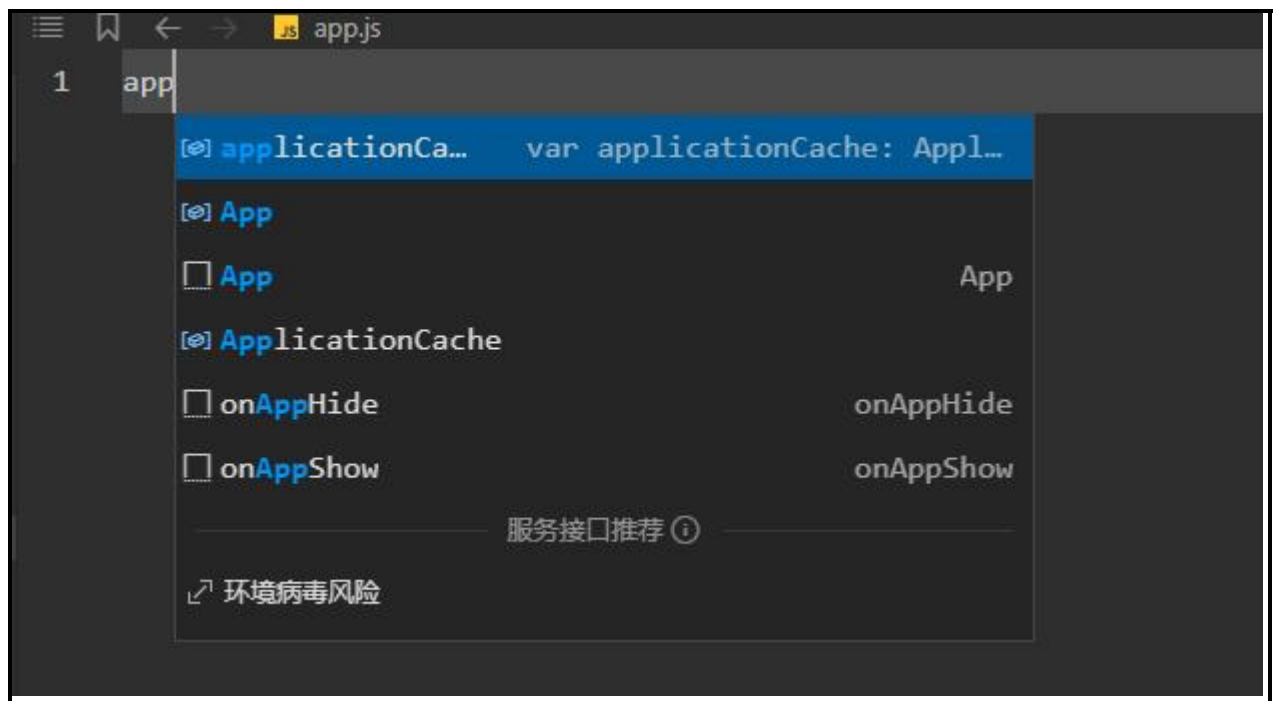 JS app.js
1 app
applicationCa… var applicationCache: Appl…
App
App App
ApplicationCache
onAppHide onAppHide
onAppShow onAppShow
服务接口推荐
环境病毒风险